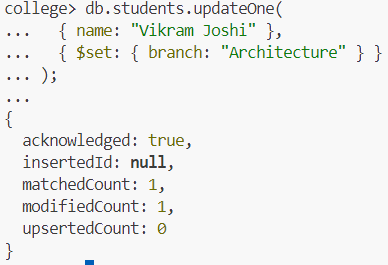 college> db.students.updateOne(
...   { name: "Vikram Joshi" },
...   { $set: { branch: "Architecture" } }
... );
...
{
  acknowledged: true,
  insertedId: null,
  matchedCount: 1,
  modifiedCount: 1,
  upsertedCount: 0
}